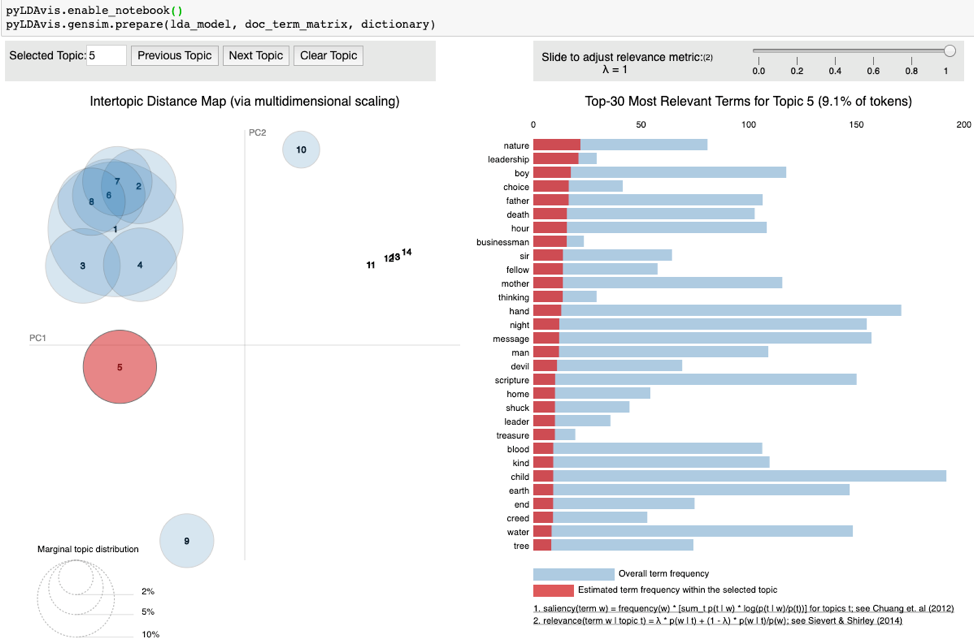 pyLDAvis.enable_notebook()
pyLDAvis.gensim.prepare(lda_model, doc_term_matrix, dictionary)
Selected Topic: 5 Previous Topic Next Topic Clear Topic
Slide to adjust relevance metric:(2)
λ = 1
0.0 0.2 0.4 0.6 0.8 1
Intertopic Distance Map (via multidimensional scaling)
PC2
PC1
10
7
2
6
8
1
3
4
11
12
13
14
5
9
Marginal topic distribution
2%
5%
10%
Top-30 Most Relevant Terms for Topic 5 (9.1% of tokens)
0 50 100 150 200
nature
leadership
boy
choice
father
death
hour
businessman
sir
fellow
mother
thinking
hand
night
message
man
devil
scripture
home
shuck
leader
treasure
blood
kind
child
earth
end
creed
water
tree
Overall term frequency
Estimated term frequency within the selected topic
1. saliency(term w) = frequency(w) * [sum_t p(t | w) * log(p(t | w)/p(t))] for topics t; see Chuang et. al (2012)
2. relevance(term w | topic t) = λ * p(w | t) + (1 - λ) * p(w | t)/p(w); see Sievert & Shirley (2014)